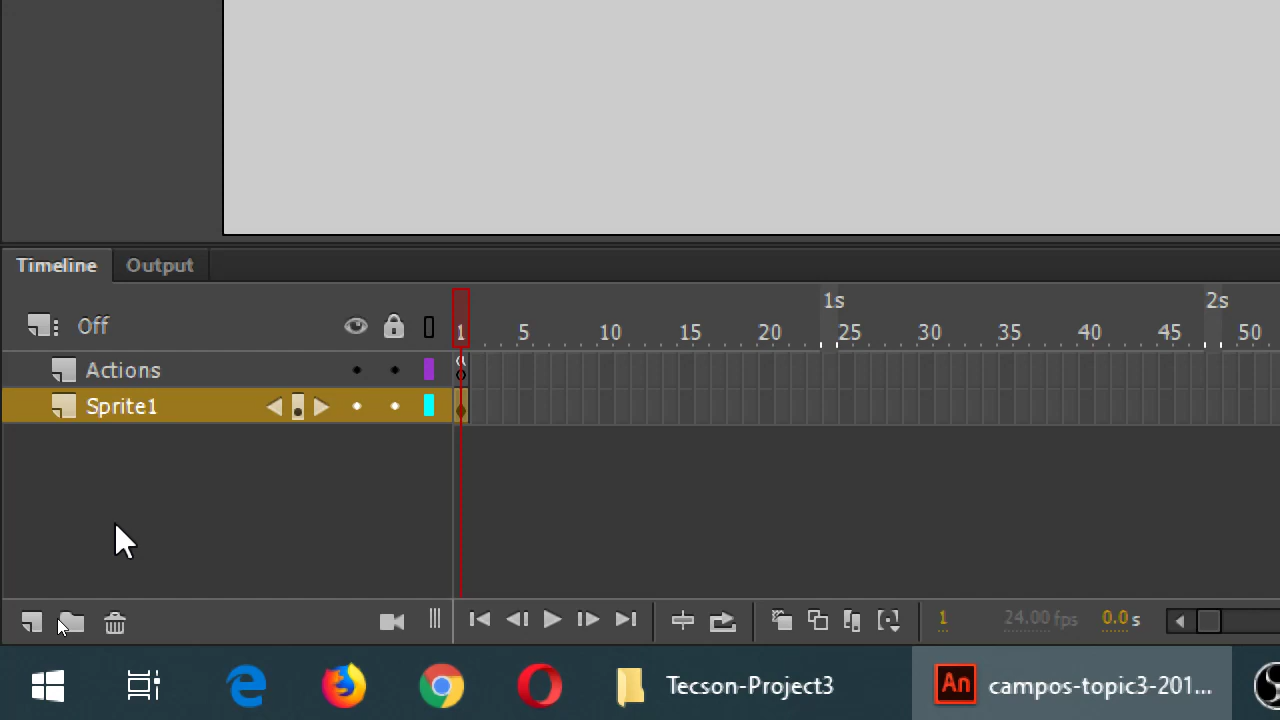 Timeline Output
Off 1s 2s
1 5 10 15 20 25 30 35 40 45 50
Actions
Sprite1
1 24.00 fps 0.0 s
Tecson-Project3 An campos-topic3-201...